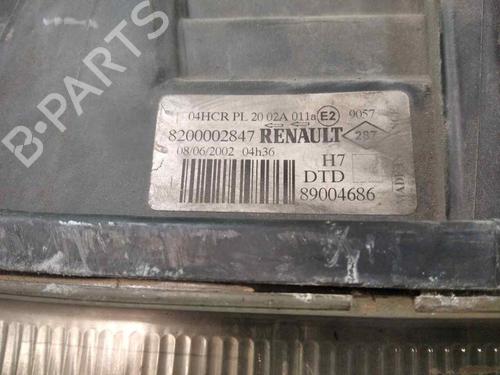 B-PARTS
04HCR PL 20 02A 011a E2 9057
8200002847 RENAULT 287
08/06/2002 04h36 H7
DTD
89004686